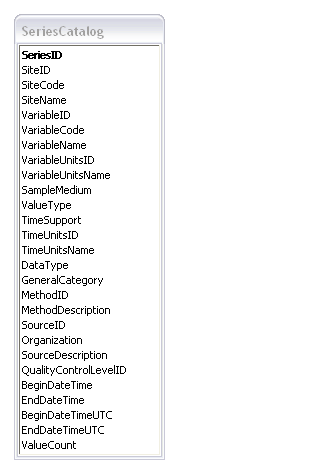 SeriesCatalog
SeriesID
SiteID
SiteCode
SiteName
VariableID
VariableCode
VariableName
VariableUnitsID
VariableUnitsName
SampleMedium
ValueType
TimeSupport
TimeUnitsID
TimeUnitsName
DataType
GeneralCategory
MethodID
MethodDescription
SourceID
Organization
SourceDescription
QualityControlLevelID
BeginDateTime
EndDateTime
BeginDateTimeUTC
EndDateTimeUTC
ValueCount